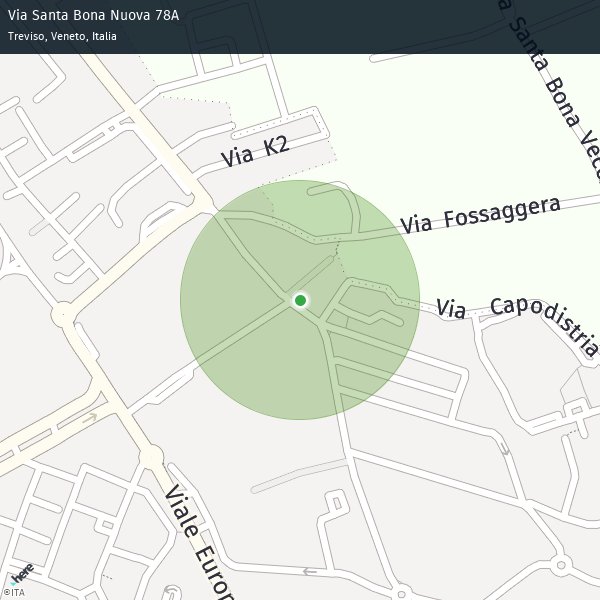 Via Santa Bona Nuova 78A
Treviso, Veneto, Italia
a Santa Bona Vecc
Via K2
Via Fossaggera
Via Capodistria
Viale Europ
here
©ITA